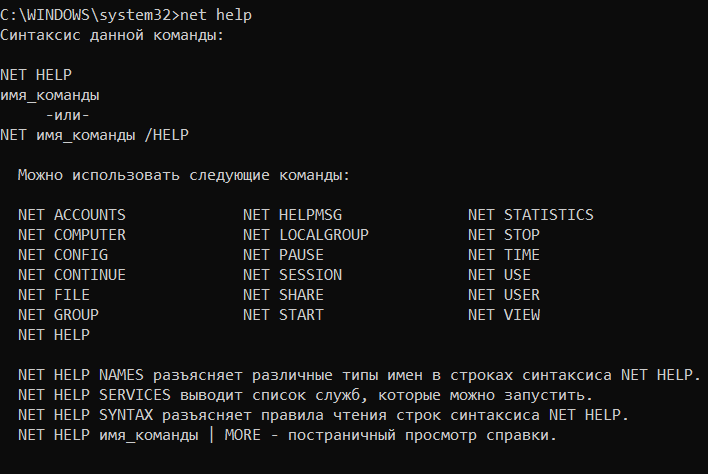 C:\WINDOWS\system32>net help
Синтаксис данной команды:
NET HELP
имя_команды
-или-
NET имя_команды /HELP
Можно использовать следующие команды:
NET ACCOUNTS NET HELPMSG NET STATISTICS
NET COMPUTER NET LOCALGROUP NET STOP
NET CONFIG NET PAUSE NET TIME
NET CONTINUE NET SESSION NET USE
NET FILE NET SHARE NET USER
NET GROUP NET START NET VIEW
NET HELP
NET HELP NAMES разъясняет различные типы имен в строках синтаксиса NET HELP.
NET HELP SERVICES выводит список служб, которые можно запустить.
NET HELP SYNTAX разъясняет правила чтения строк синтаксиса NET HELP.
NET HELP имя_команды | MORE - постраничный просмотр справки.